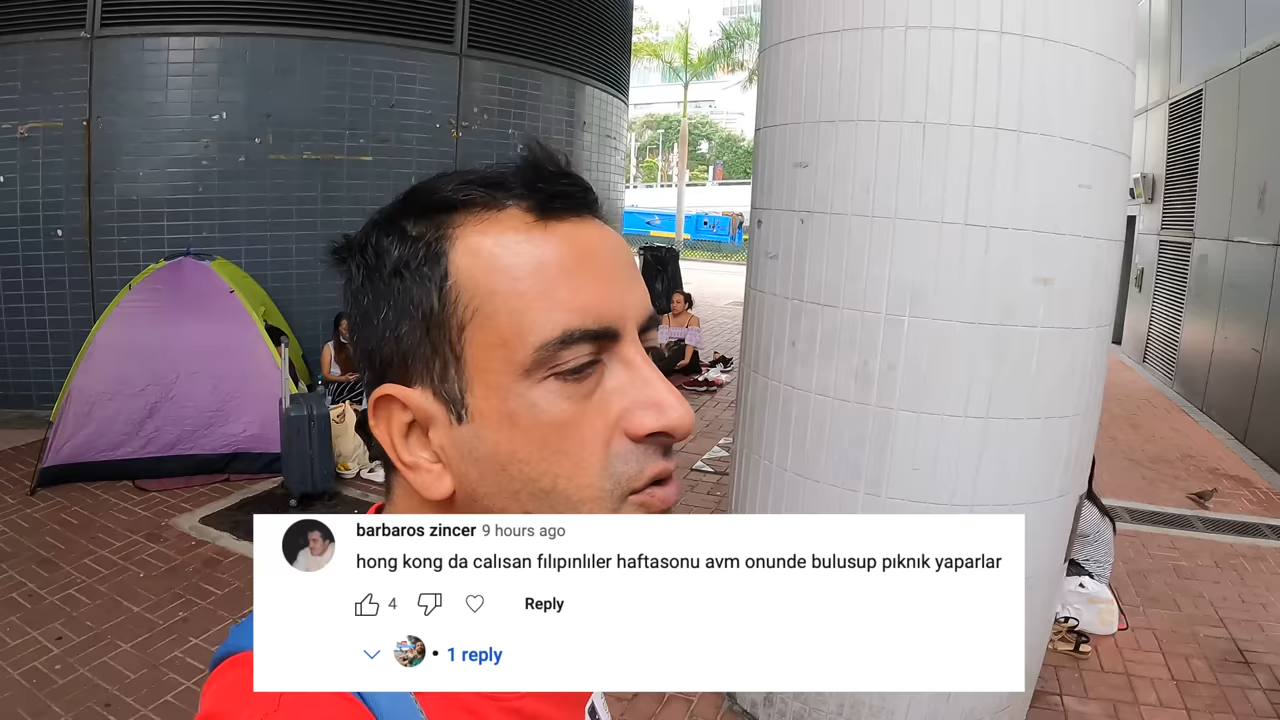 barbaros zincer 9 hours ago
hong kong da calısan fılıpınlıler haftasonu avm onunde bulusup pıknık yaparlar
4 Reply
• 1 reply